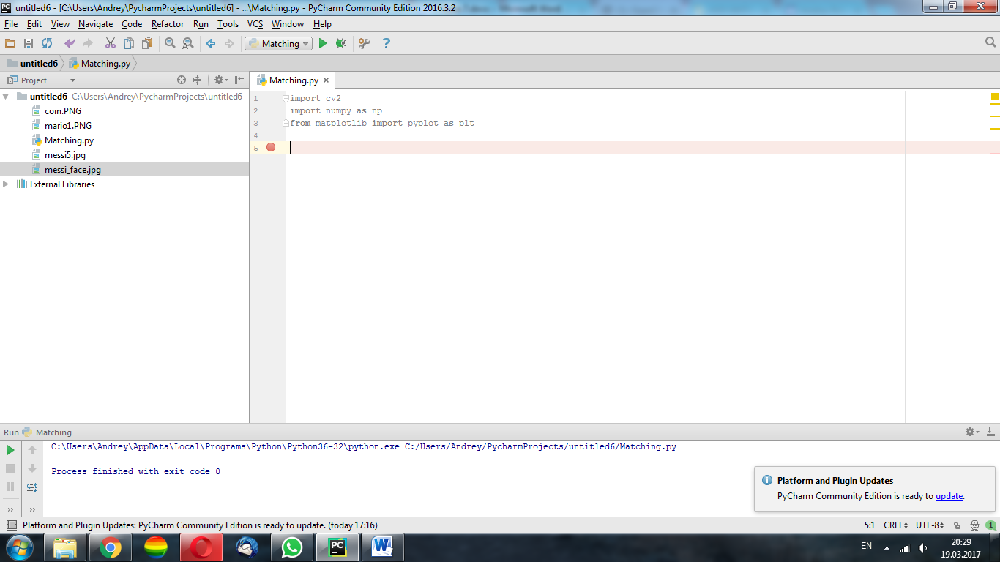 untitled6 - [C:\Users\Andrey\PycharmProjects\untitled6] - ...\Matching.py - PyCharm Community Edition 2016.3.2
File Edit View Navigate Code Refactor Run Tools VCS Window Help
Matching
untitled6 Matching.py
Project
Matching.py
untitled6 C:\Users\Andrey\PycharmProjects\untitled6
coin.PNG
mario1.PNG
Matching.py
messi5.jpg
messi_face.jpg
External Libraries
1 import cv2
2 import numpy as np
3 from matplotlib import pyplot as plt
4
5
Run Matching
C:\Users\Andrey\AppData\Local\Programs\Python\Python36-32\python.exe C:/Users/Andrey/PycharmProjects/untitled6/Matching.py
Process finished with exit code 0
Platform and Plugin Updates
PyCharm Community Edition is ready to update.
Platform and Plugin Updates: PyCharm Community Edition is ready to update. (today 17:16)
5:1 CRLF UTF-8 1
PC W
EN
20:29
19.03.2017